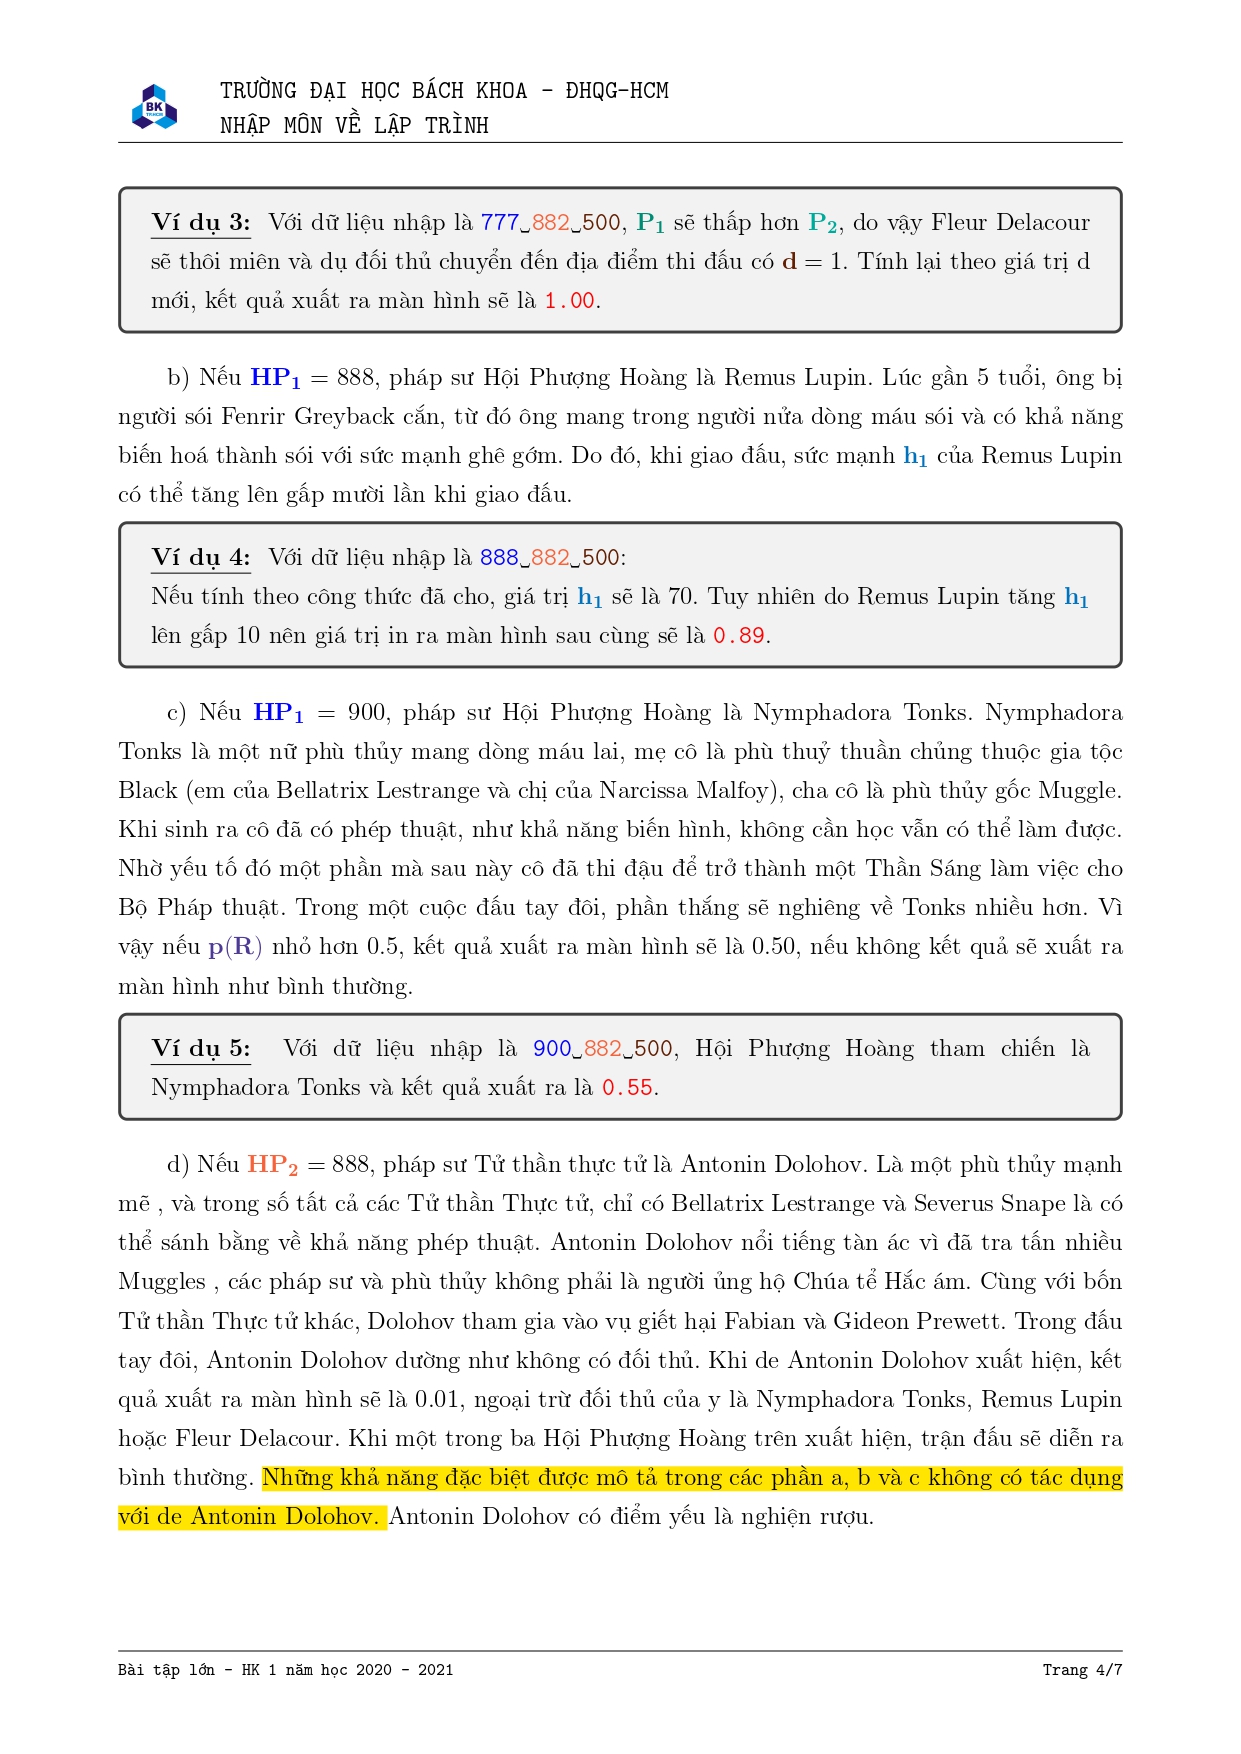 BK
TP.HCM
TRƯỜNG ĐẠI HỌC BÁCH KHOA - ĐHQG-HCM
NHẬP MÔN VỀ LẬP TRÌNH
Ví dụ 3: Với dữ liệu nhập là 777␣882␣500, P₁ sẽ thấp hơn P₂, do vậy Fleur Delacour
sẽ thôi miên và dụ đối thủ chuyển đến địa điểm thi đấu có d = 1. Tính lại theo giá trị d
mới, kết quả xuất ra màn hình sẽ là 1.00.
b) Nếu HP₁ = 888, pháp sư Hội Phượng Hoàng là Remus Lupin. Lúc gần 5 tuổi, ông bị
người sói Fenrir Greyback cắn, từ đó ông mang trong người nửa dòng máu sói và có khả năng
biến hoá thành sói với sức mạnh ghê gớm. Do đó, khi giao đấu, sức mạnh h₁ của Remus Lupin
có thể tăng lên gấp mười lần khi giao đấu.
Ví dụ 4: Với dữ liệu nhập là 888␣882␣500:
Nếu tính theo công thức đã cho, giá trị h₁ sẽ là 70. Tuy nhiên do Remus Lupin tăng h₁
lên gấp 10 nên giá trị in ra màn hình sau cùng sẽ là 0.89.
c) Nếu HP₁ = 900, pháp sư Hội Phượng Hoàng là Nymphadora Tonks. Nymphadora
Tonks là một nữ phù thủy mang dòng máu lai, mẹ cô là phù thuỷ thuần chủng thuộc gia tộc
Black (em của Bellatrix Lestrange và chị của Narcissa Malfoy), cha cô là phù thủy gốc Muggle.
Khi sinh ra cô đã có phép thuật, như khả năng biến hình, không cần học vẫn có thể làm được.
Nhờ yếu tố đó một phần mà sau này cô đã thi đậu để trở thành một Thần Sáng làm việc cho
Bộ Pháp thuật. Trong một cuộc đấu tay đôi, phần thắng sẽ nghiêng về Tonks nhiều hơn. Vì
vậy nếu p(R) nhỏ hơn 0.5, kết quả xuất ra màn hình sẽ là 0.50, nếu không kết quả sẽ xuất ra
màn hình như bình thường.
Ví dụ 5: Với dữ liệu nhập là 900␣882␣500, Hội Phượng Hoàng tham chiến là
Nymphadora Tonks và kết quả xuất ra là 0.55.
d) Nếu HP₂ = 888, pháp sư Tử thần thực tử là Antonin Dolohov. Là một phù thủy mạnh
mẽ , và trong số tất cả các Tử thần Thực tử, chỉ có Bellatrix Lestrange và Severus Snape là có
thể sánh bằng về khả năng phép thuật. Antonin Dolohov nổi tiếng tàn ác vì đã tra tấn nhiều
Muggles , các pháp sư và phù thủy không phải là người ủng hộ Chúa tể Hắc ám. Cùng với bốn
Tử thần Thực tử khác, Dolohov tham gia vào vụ giết hại Fabian và Gideon Prewett. Trong đấu
tay đôi, Antonin Dolohov dường như không có đối thủ. Khi de Antonin Dolohov xuất hiện, kết
quả xuất ra màn hình sẽ là 0.01, ngoại trừ đối thủ của y là Nymphadora Tonks, Remus Lupin
hoặc Fleur Delacour. Khi một trong ba Hội Phượng Hoàng trên xuất hiện, trận đấu sẽ diễn ra
bình thường. Những khả năng đặc biệt được mô tả trong các phần a, b và c không có tác dụng
với de Antonin Dolohov. Antonin Dolohov có điểm yếu là nghiện rượu.
Bài tập lớn - HK 1 năm học 2020 - 2021
Trang 4/7